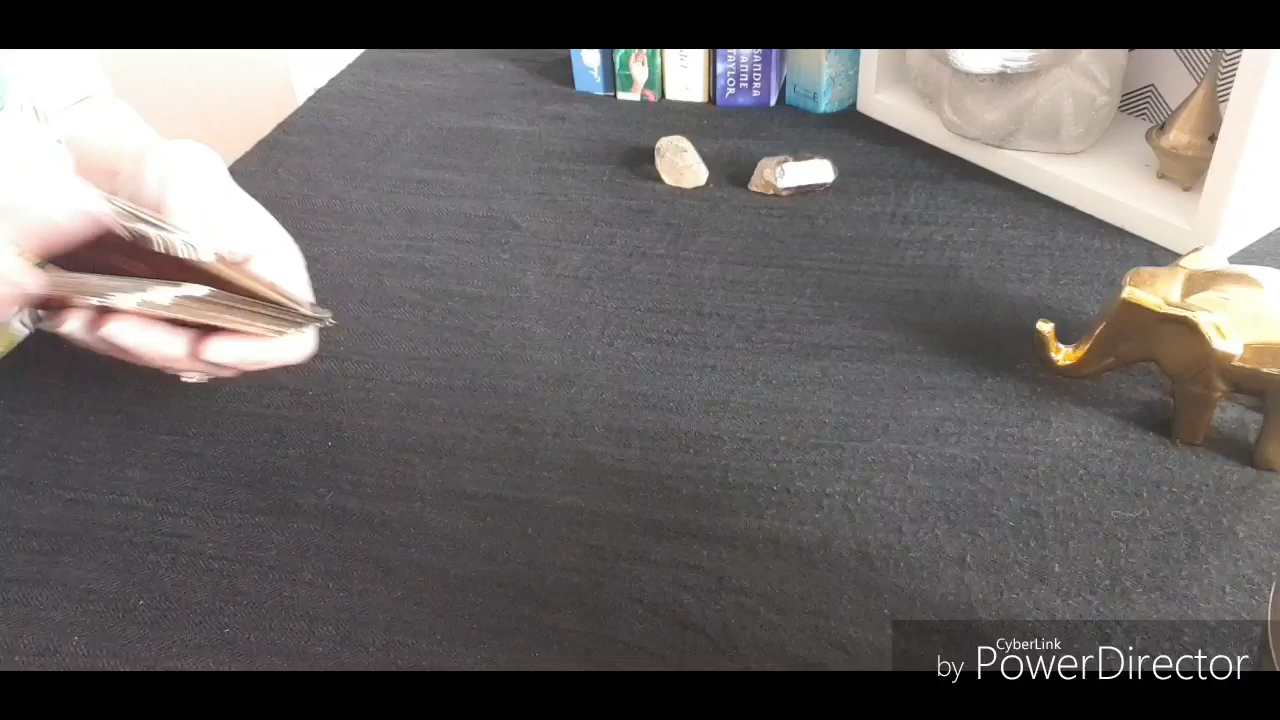 SANDRA
ANNE
TAYLOR
CyberLink
by PowerDirector